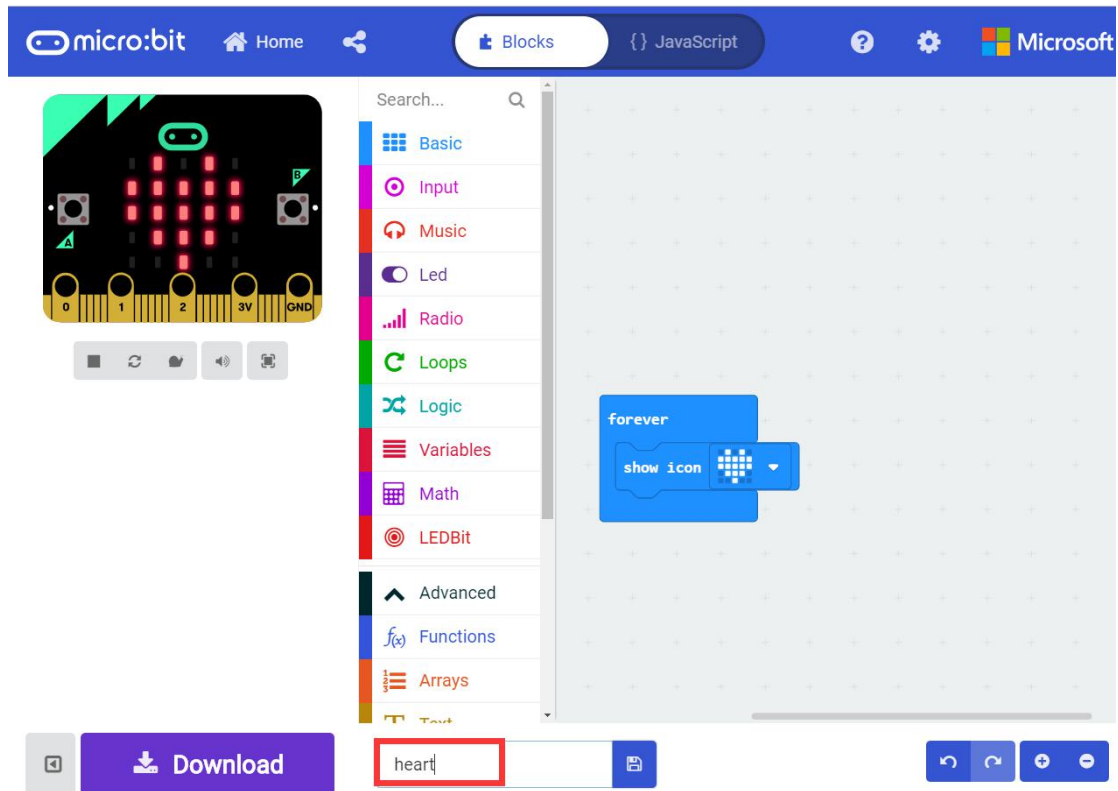 micro:bit
Home
Blocks
{} JavaScript
Microsoft
B
A
0
1
2
3V
GND
Search...
Basic
Input
Music
Led
Radio
Loops
Logic
Variables
Math
LEDBit
Advanced
f(x) Functions
Arrays
Text
forever
show icon
Download
heart